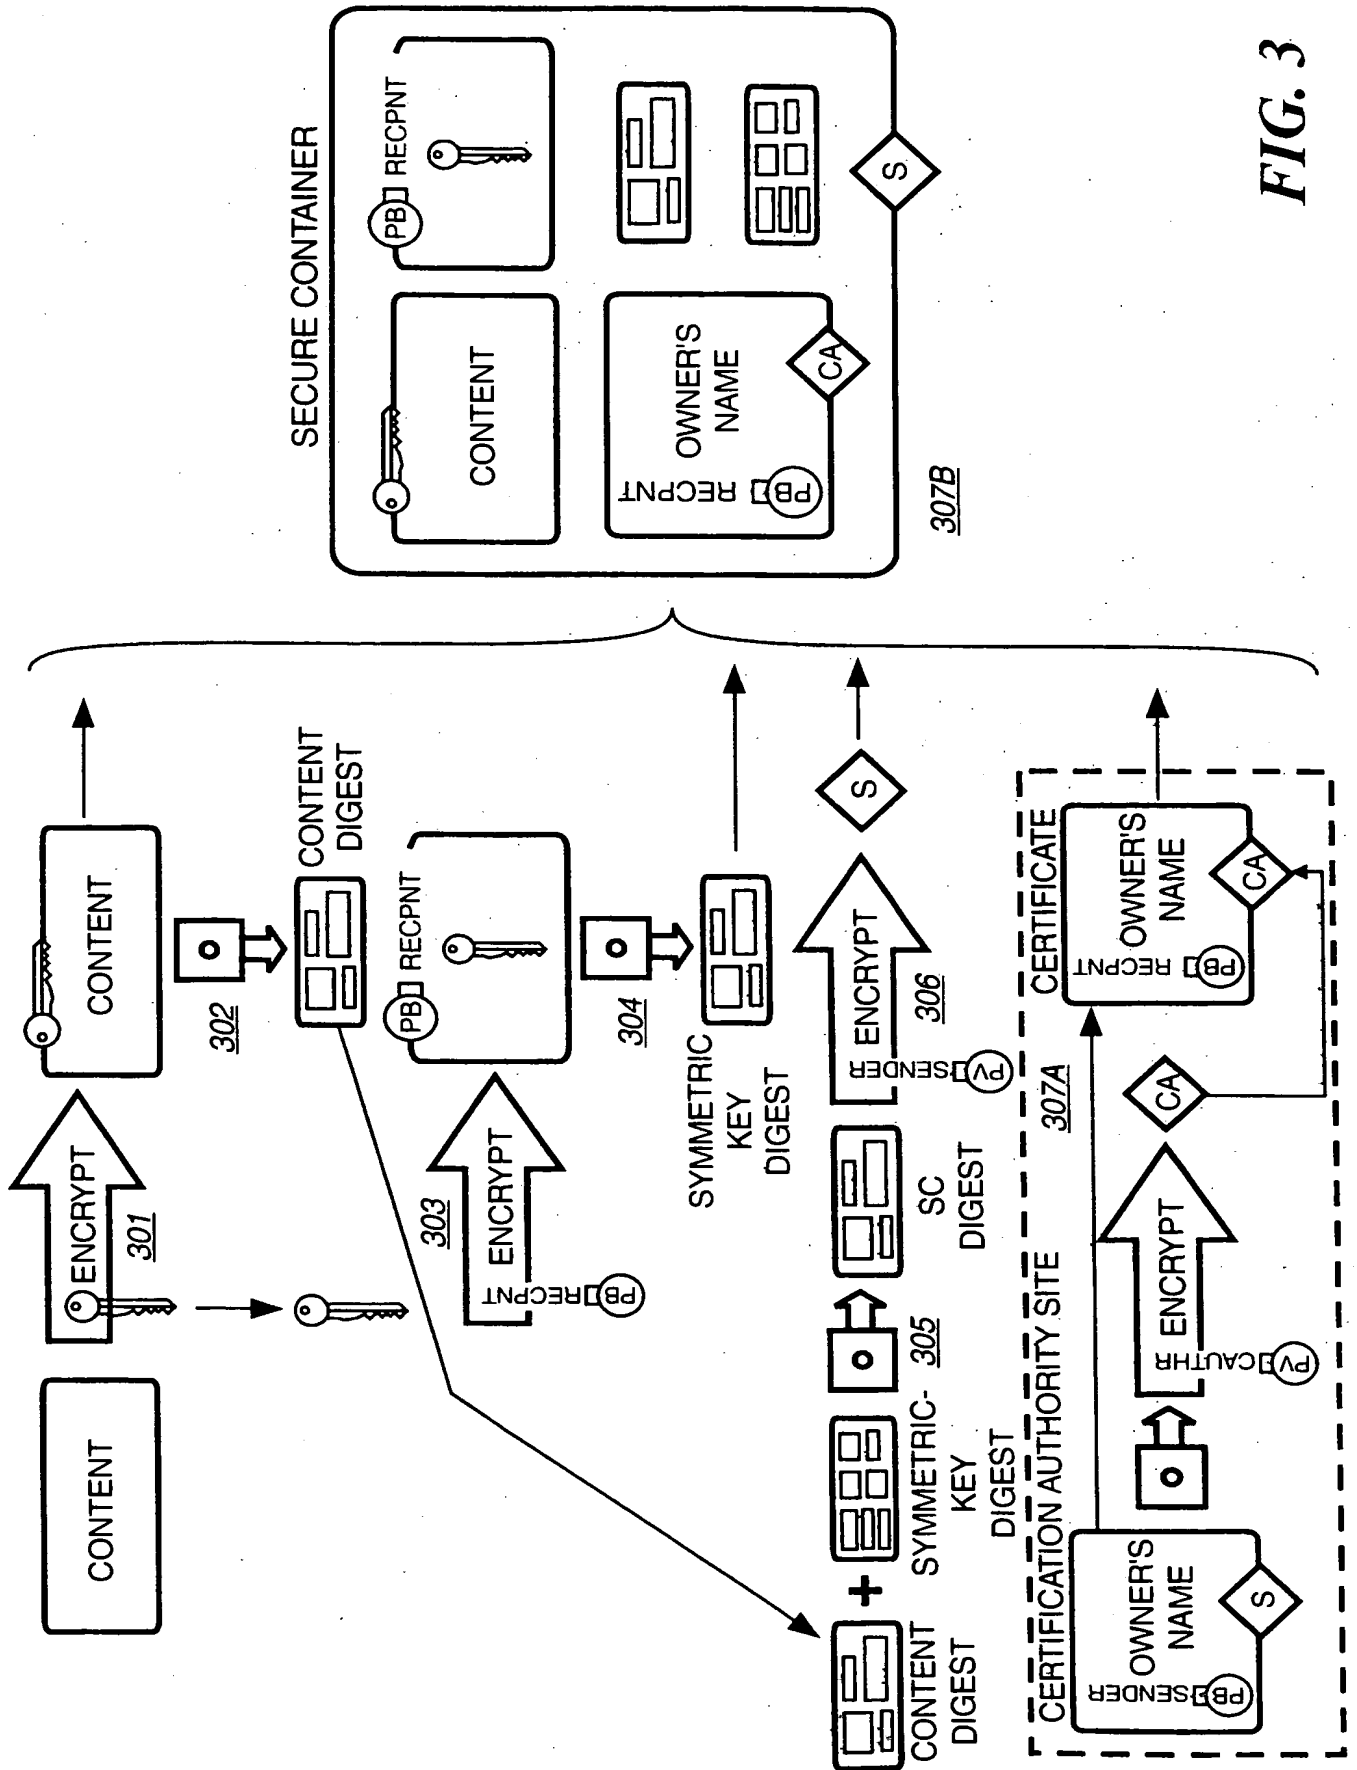 CONTENT
ENCRYPT
301
CONTENT
302
CONTENT
DIGEST
PB RECPNT
303
ENCRYPT
PB RECPNT
304
SYMMETRIC
KEY
DIGEST
CONTENT
DIGEST
+
SYMMETRIC-
KEY
DIGEST
305
SC
DIGEST
ENCRYPT
PV SENDER
306
S
CERTIFICATION AUTHORITY SITE
OWNER'S
NAME
PB SENDER
S
ENCRYPT
PV CAUTHR
307A
CA
CERTIFICATE
OWNER'S
NAME
PB RECPNT
CA
SECURE CONTAINER
CONTENT
PB RECPNT
OWNER'S
NAME
PB RECPNT
CA
S
307B
FIG. 3